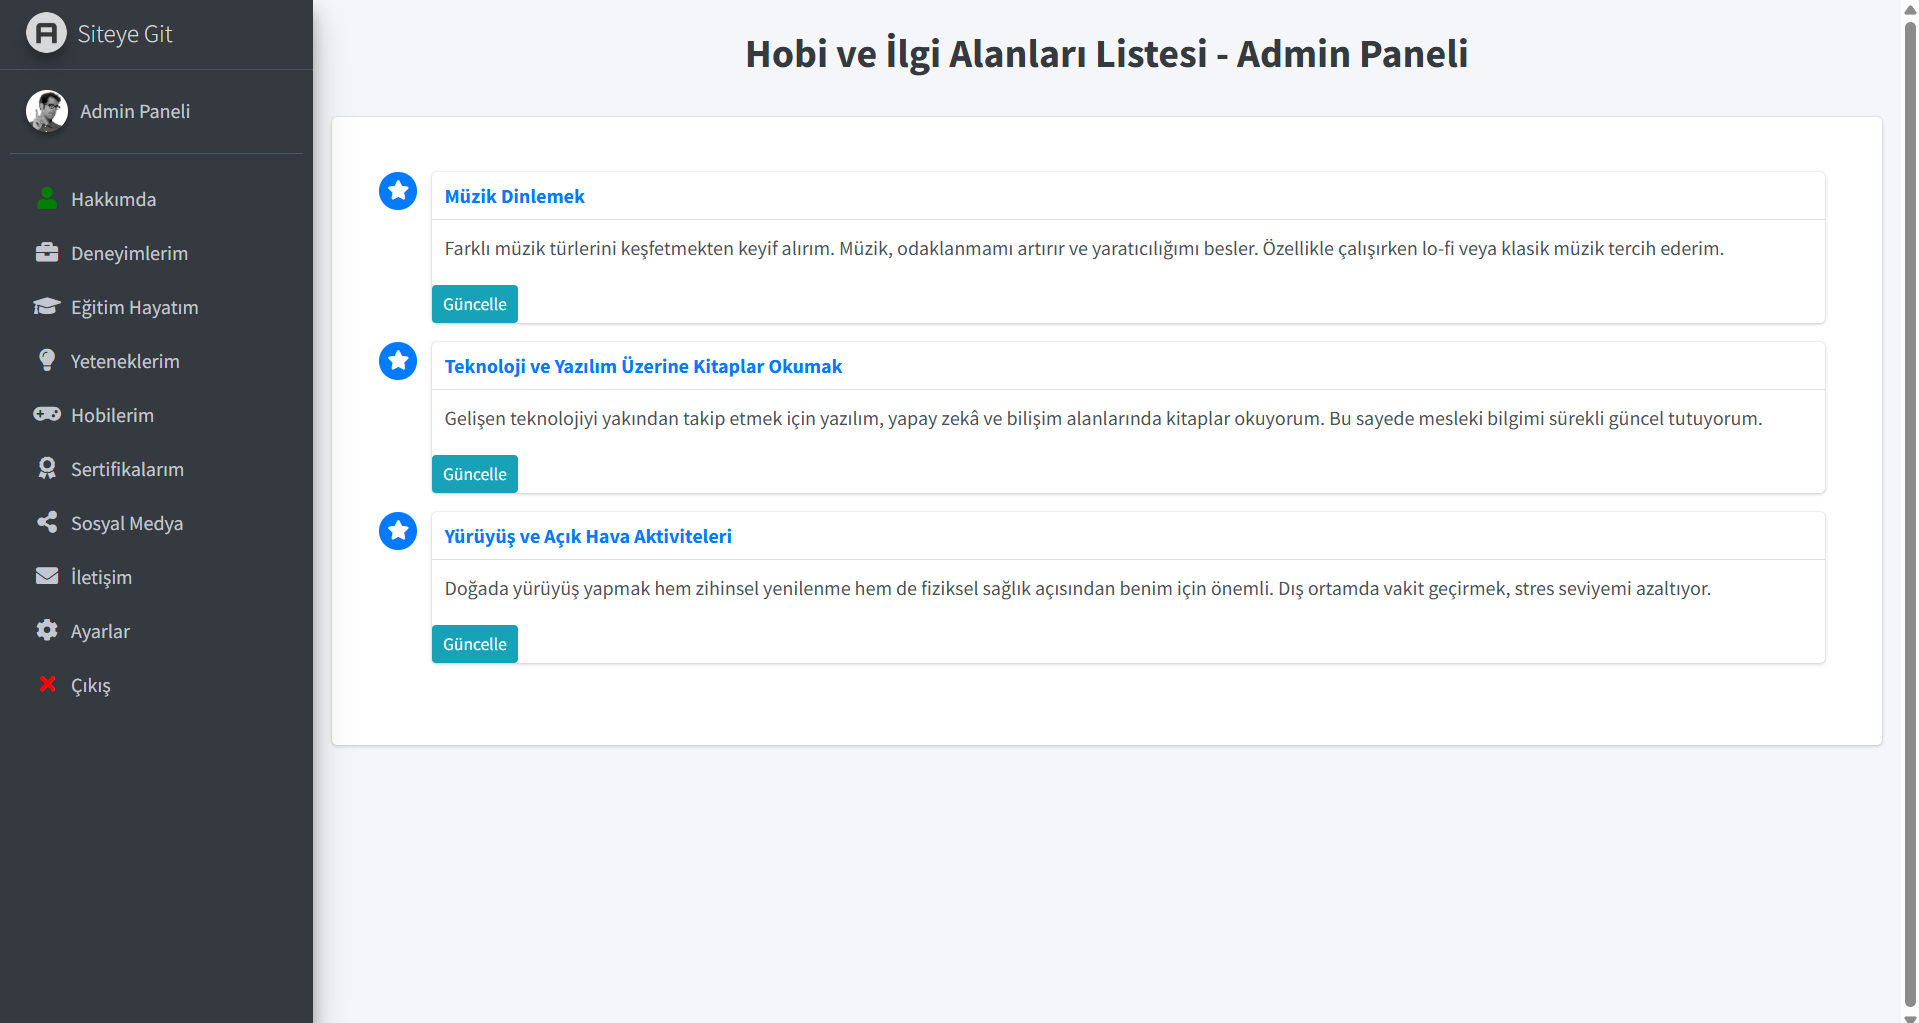 Siteye Git
Admin Paneli
Hakkımda
Deneyimlerim
Eğitim Hayatım
Yeteneklerim
Hobilerim
Sertifikalarım
Sosyal Medya
İletişim
Ayarlar
Çıkış
Hobi ve İlgi Alanları Listesi - Admin Paneli
Müzik Dinlemek
Farklı müzik türlerini keşfetmekten keyif alırım. Müzik, odaklanmamı artırır ve yaratıcılığımı besler. Özellikle çalışırken lo-fi veya klasik müzik tercih ederim.
Güncelle
Teknoloji ve Yazılım Üzerine Kitaplar Okumak
Gelişen teknolojiyi yakından takip etmek için yazılım, yapay zekâ ve bilişim alanlarında kitaplar okuyorum. Bu sayede mesleki bilgimi sürekli güncel tutuyorum.
Güncelle
Yürüyüş ve Açık Hava Aktiviteleri
Doğada yürüyüş yapmak hem zihinsel yenilenme hem de fiziksel sağlık açısından benim için önemli. Dış ortamda vakit geçirmek, stres seviyemi azaltıyor.
Güncelle